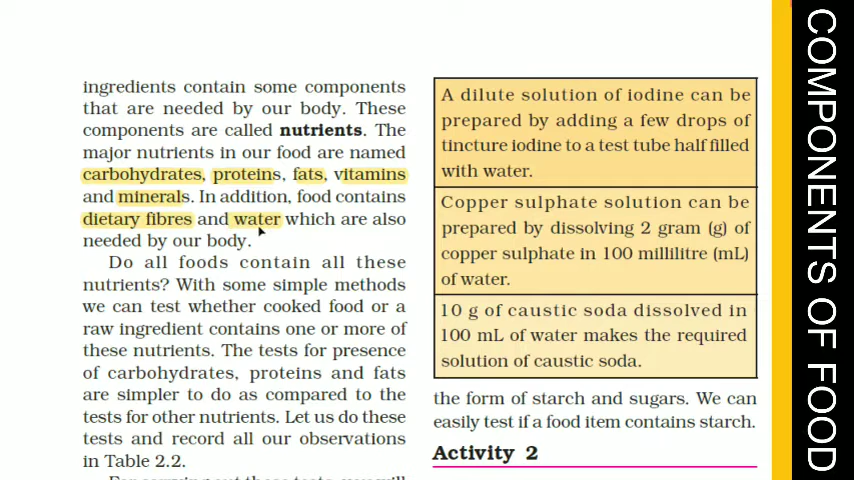 ingredients contain some components
that are needed by our body. These
components are called nutrients. The
major nutrients in our food are named
carbohydrates, proteins, fats, vitamins
and minerals. In addition, food contains
dietary fibres and water which are also
needed by our body.
Do all foods contain all these
nutrients? With some simple methods
we can test whether cooked food or a
raw ingredient contains one or more of
these nutrients. The tests for presence
of carbohydrates, proteins and fats
are simpler to do as compared to the
tests for other nutrients. Let us do these
tests and record all our observations
in Table 2.2.
For carrying out these tests, you will
A dilute solution of iodine can be
prepared by adding a few drops of
tincture iodine to a test tube half filled
with water.
Copper sulphate solution can be
prepared by dissolving 2 gram (g) of
copper sulphate in 100 millilitre (mL)
of water.
10 g of caustic soda dissolved in
100 mL of water makes the required
solution of caustic soda.
the form of starch and sugars. We can
easily test if a food item contains starch.
Activity 2
COMPONENTS OF FOOD